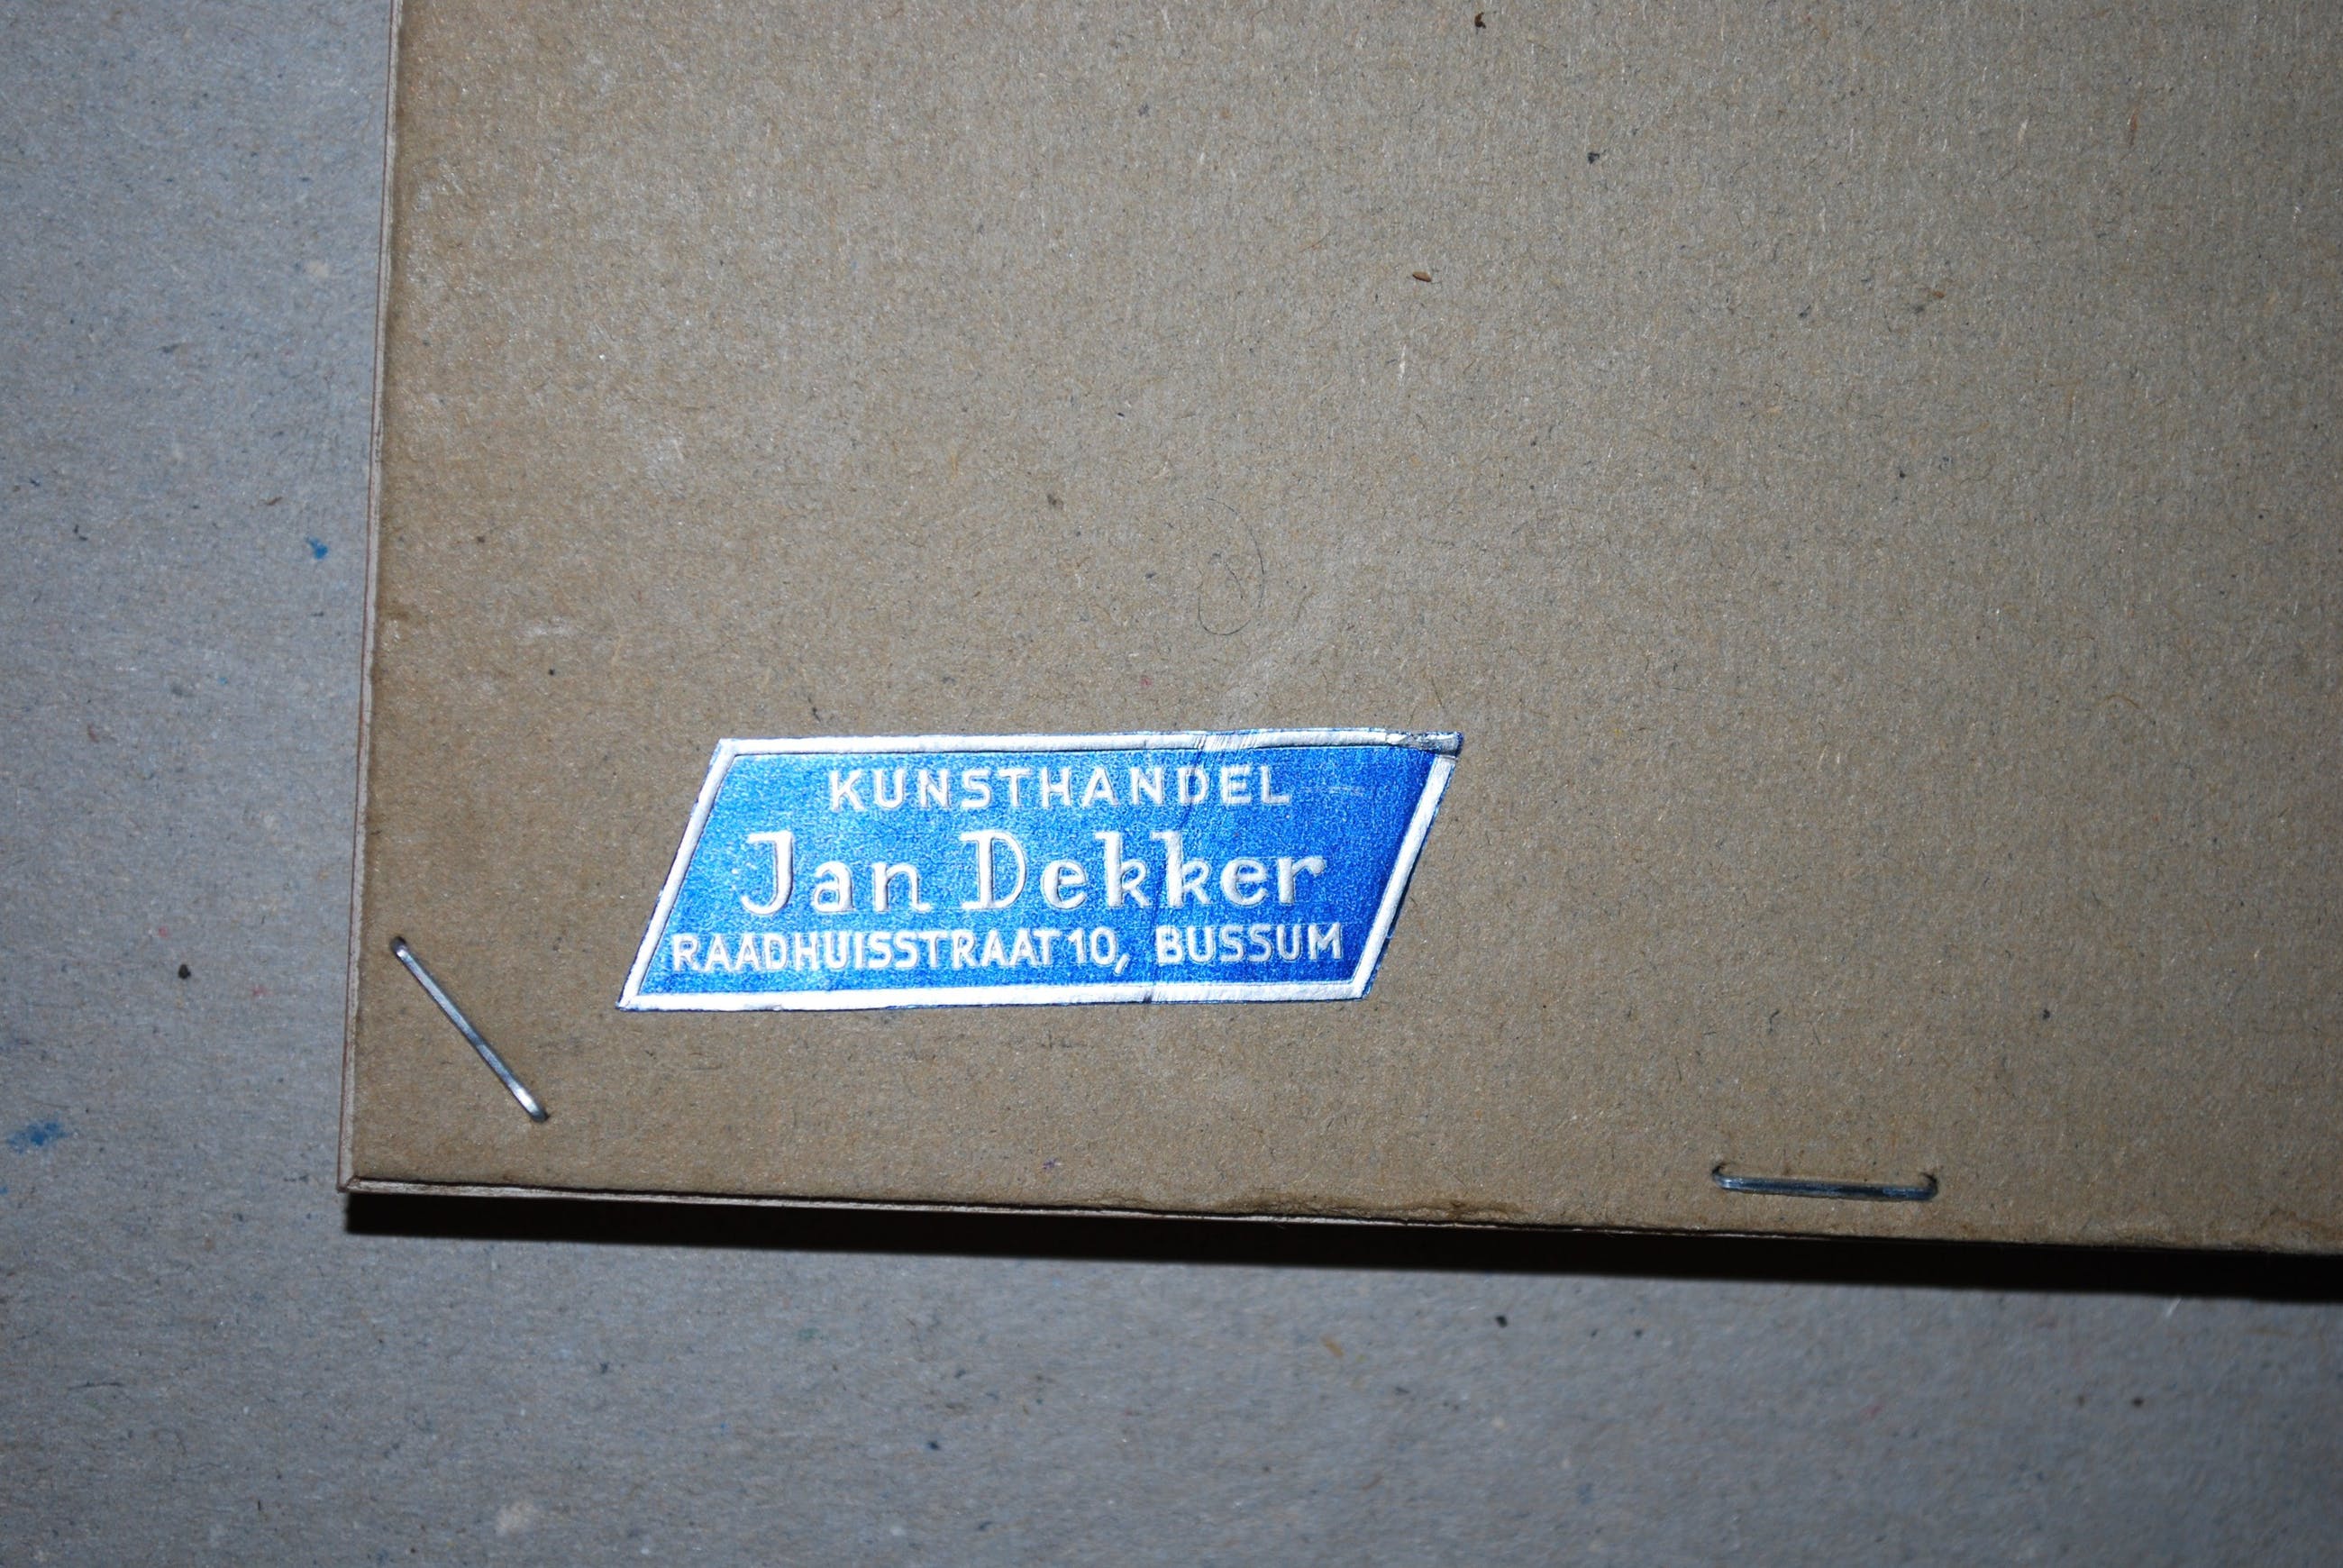 KUNSTHANDEL
Jan Dekker
RAADHUISSTRAAT 10, BUSSUM